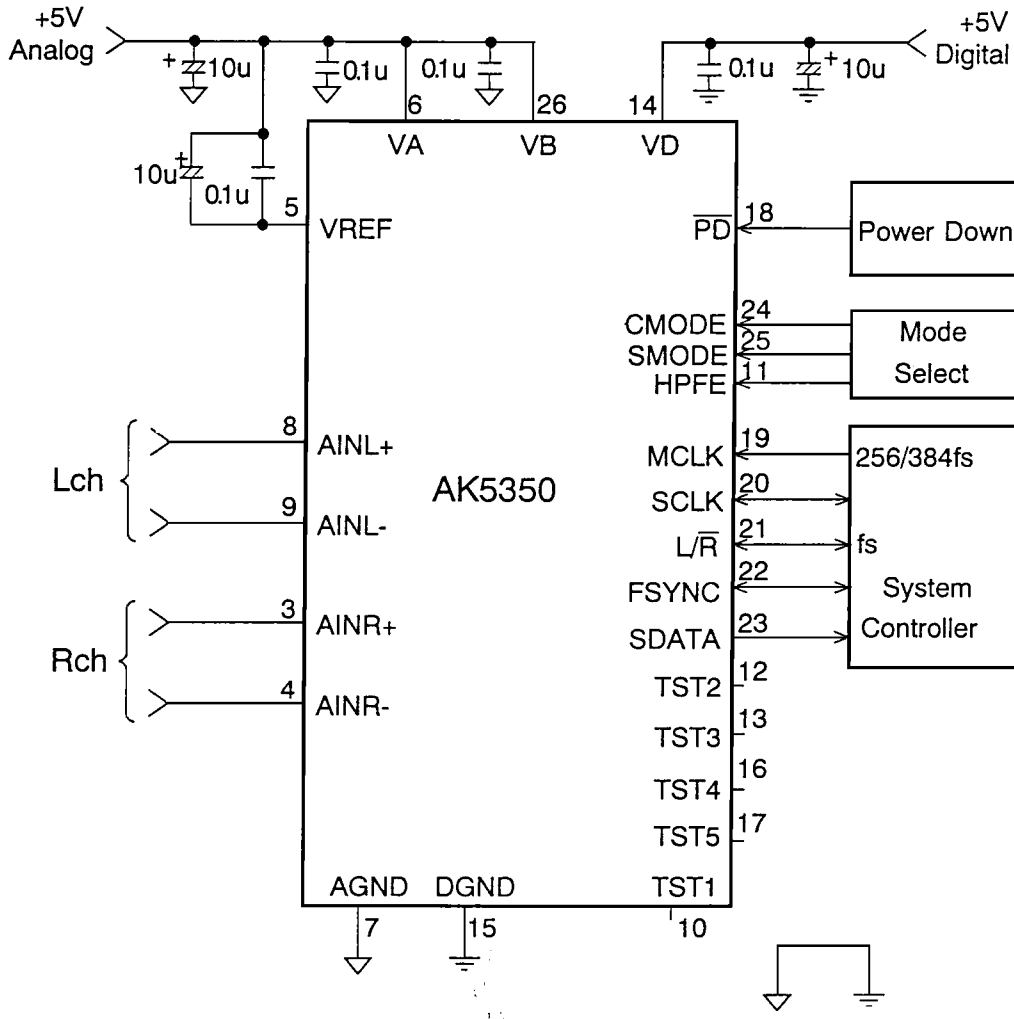 +5V
Analog
+5V
Digital
+
10u
0.1u
0.1u
0.1u
+
10u
6
26
14
VA
VB
VD
10u
+
0.1u
5
VREF
PD
18
Power Down
CMODE
24
SMODE
25
HPFE
11
Mode
Select
Lch
8
AINL+
9
AINL-
AK5350
MCLK
19
256/384fs
SCLK
20
L/R
21
fs
FSYNC
22
System
Controller
SDATA
23
Rch
3
AINR+
4
AINR-
TST2
12
TST3
13
TST4
16
TST5
17
AGND
DGND
TST1
7
15
10